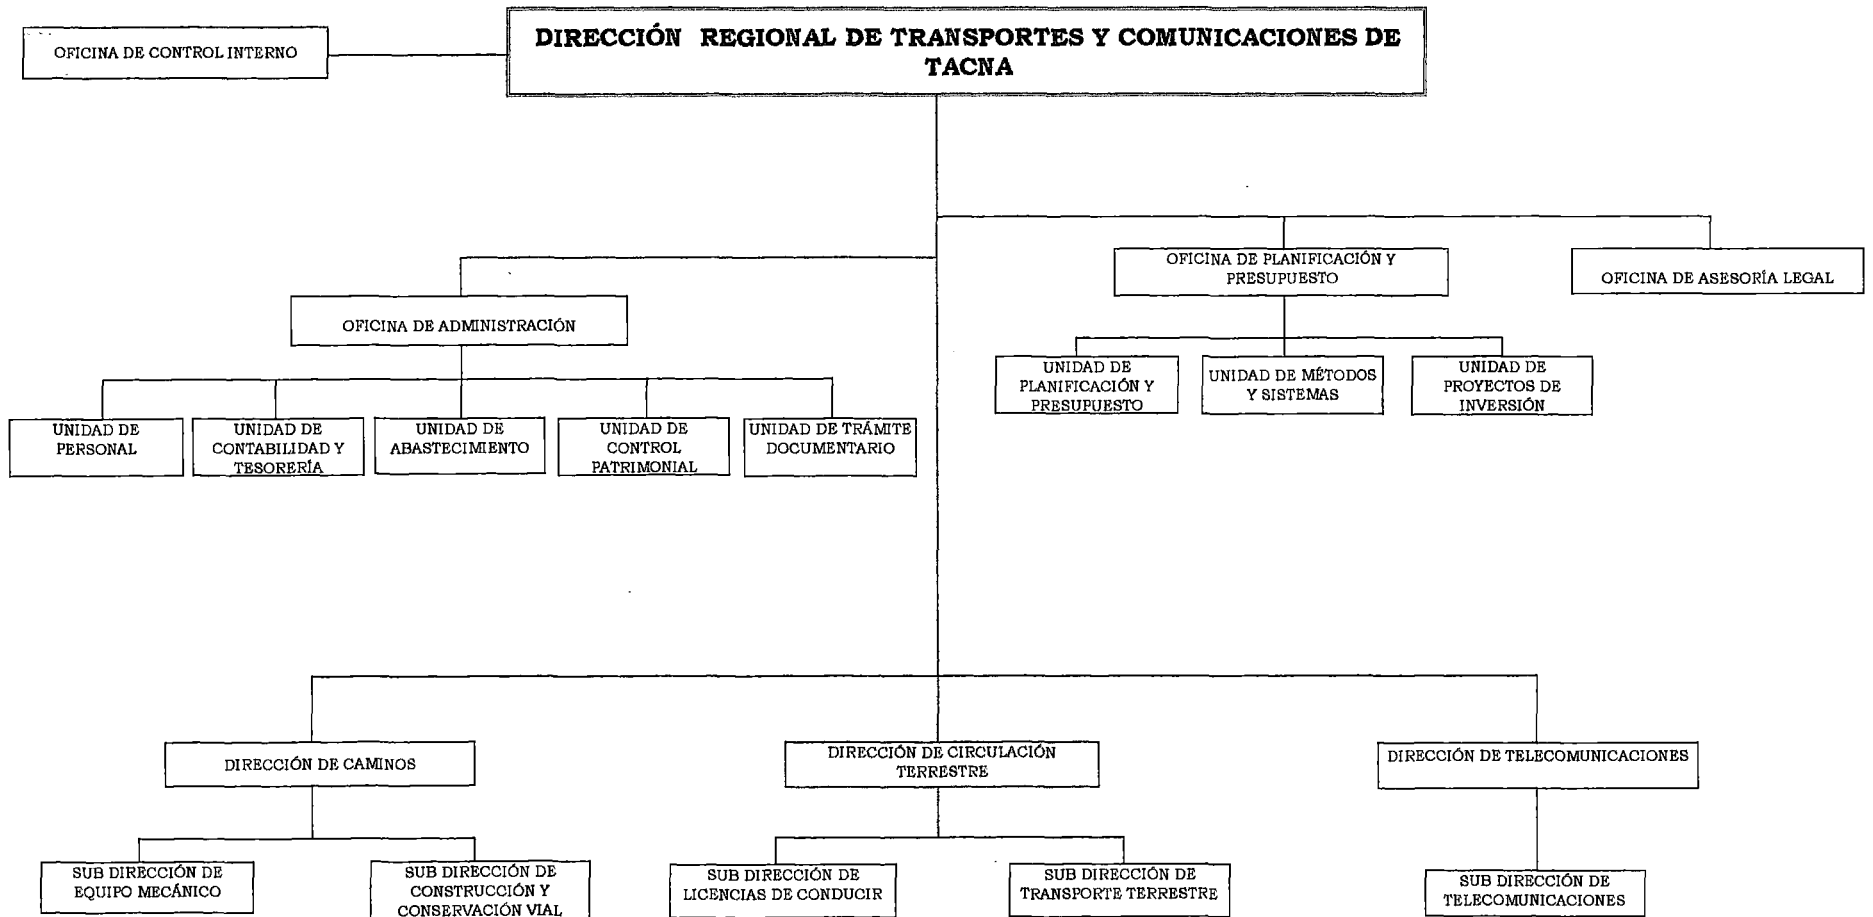 OFICINA DE CONTROL INTERNO
DIRECCIÓN REGIONAL DE TRANSPORTES Y COMUNICACIONES DE
TACNA
OFICINA DE PLANIFICACIÓN Y
PRESUPUESTO
OFICINA DE ASESORÍA LEGAL
OFICINA DE ADMINISTRACIÓN
UNIDAD DE
PLANIFICACIÓN Y
PRESUPUESTO
UNIDAD DE MÉTODOS
Y SISTEMAS
UNIDAD DE
PROYECTOS DE
INVERSIÓN
UNIDAD DE
PERSONAL
UNIDAD DE
CONTABILIDAD Y
TESORERÍA
UNIDAD DE
ABASTECIMIENTO
UNIDAD DE
CONTROL
PATRIMONIAL
UNIDAD DE TRÁMITE
DOCUMENTARIO
DIRECCIÓN DE CAMINOS
DIRECCIÓN DE CIRCULACIÓN
TERRESTRE
DIRECCIÓN DE TELECOMUNICACIONES
SUB DIRECCIÓN DE
EQUIPO MECÁNICO
SUB DIRECCIÓN DE
CONSTRUCCIÓN Y
CONSERVACIÓN VIAL
SUB DIRECCIÓN DE
LICENCIAS DE CONDUCIR
SUB DIRECCIÓN DE
TRANSPORTE TERRESTRE
SUB DIRECCIÓN DE
TELECOMUNICACIONES